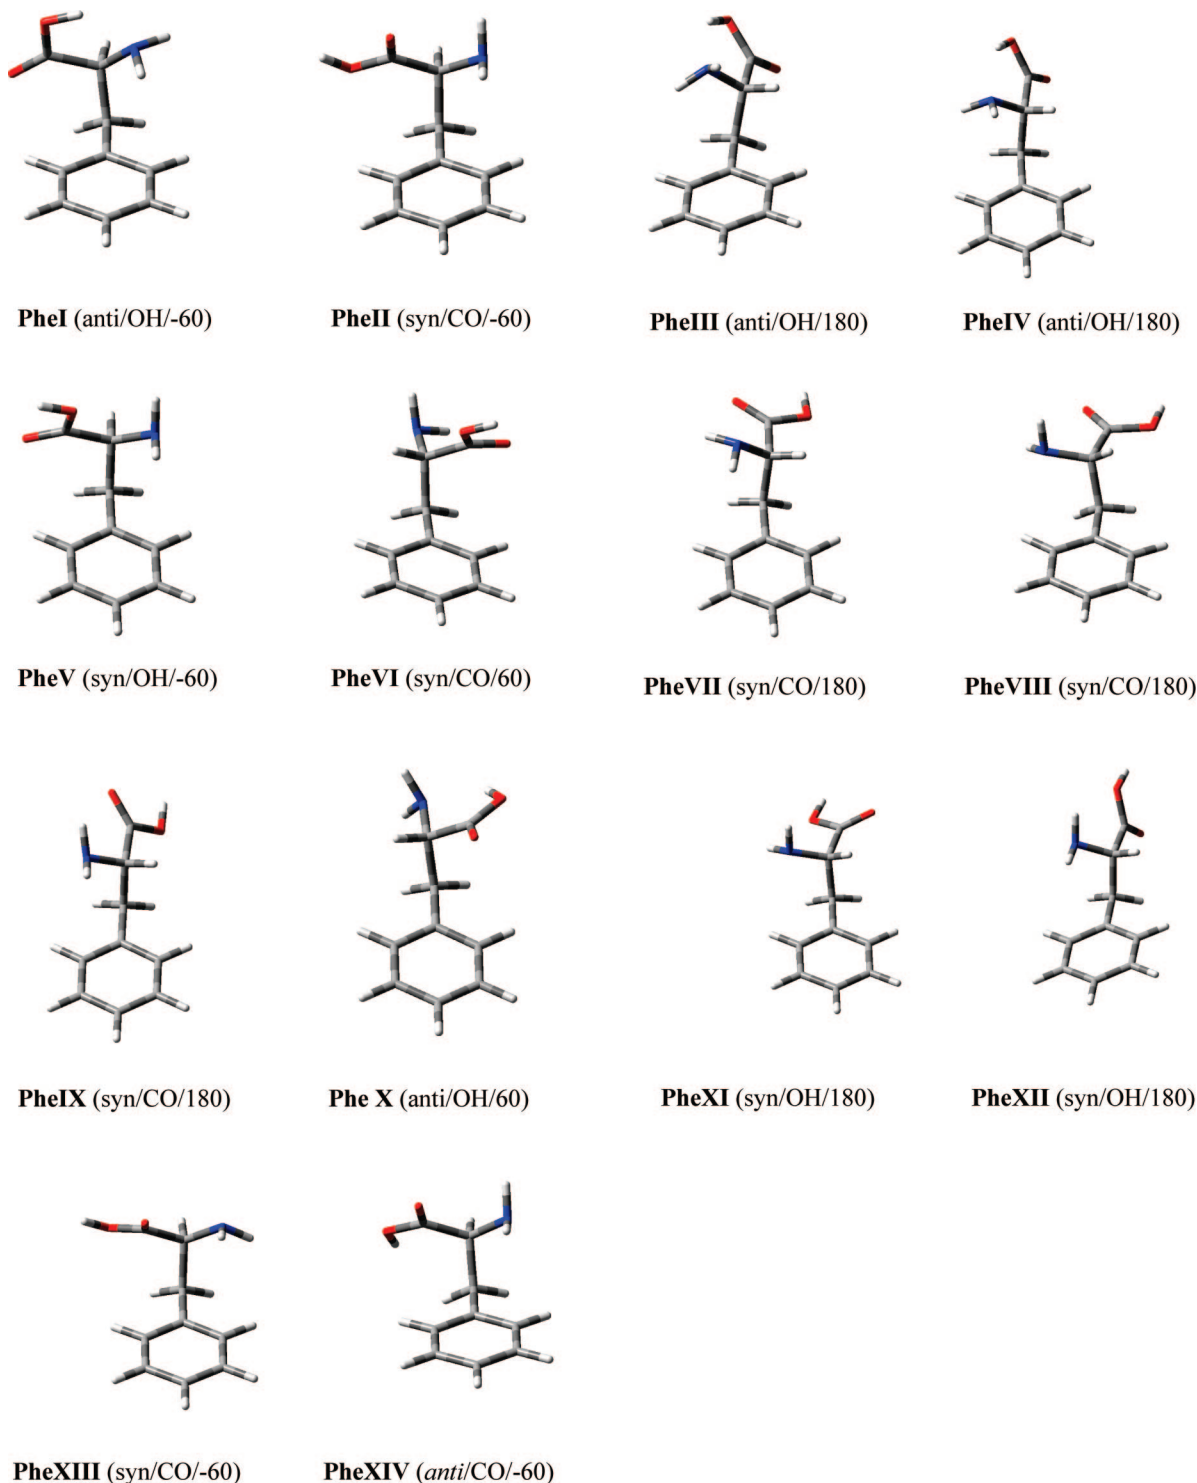 PheI (anti/OH/-60) PheII (syn/CO/-60) PheIII (anti/OH/180) PheIV (anti/OH/180)
PheV (syn/OH/-60) PheVI (syn/CO/60) PheVII (syn/CO/180) PheVIII (syn/CO/180)
PheIX (syn/CO/180) Phe X (anti/OH/60) PheXI (syn/OH/180) PheXII (syn/OH/180)
PheXIII (syn/CO/-60) PheXIV (anti/CO/-60)